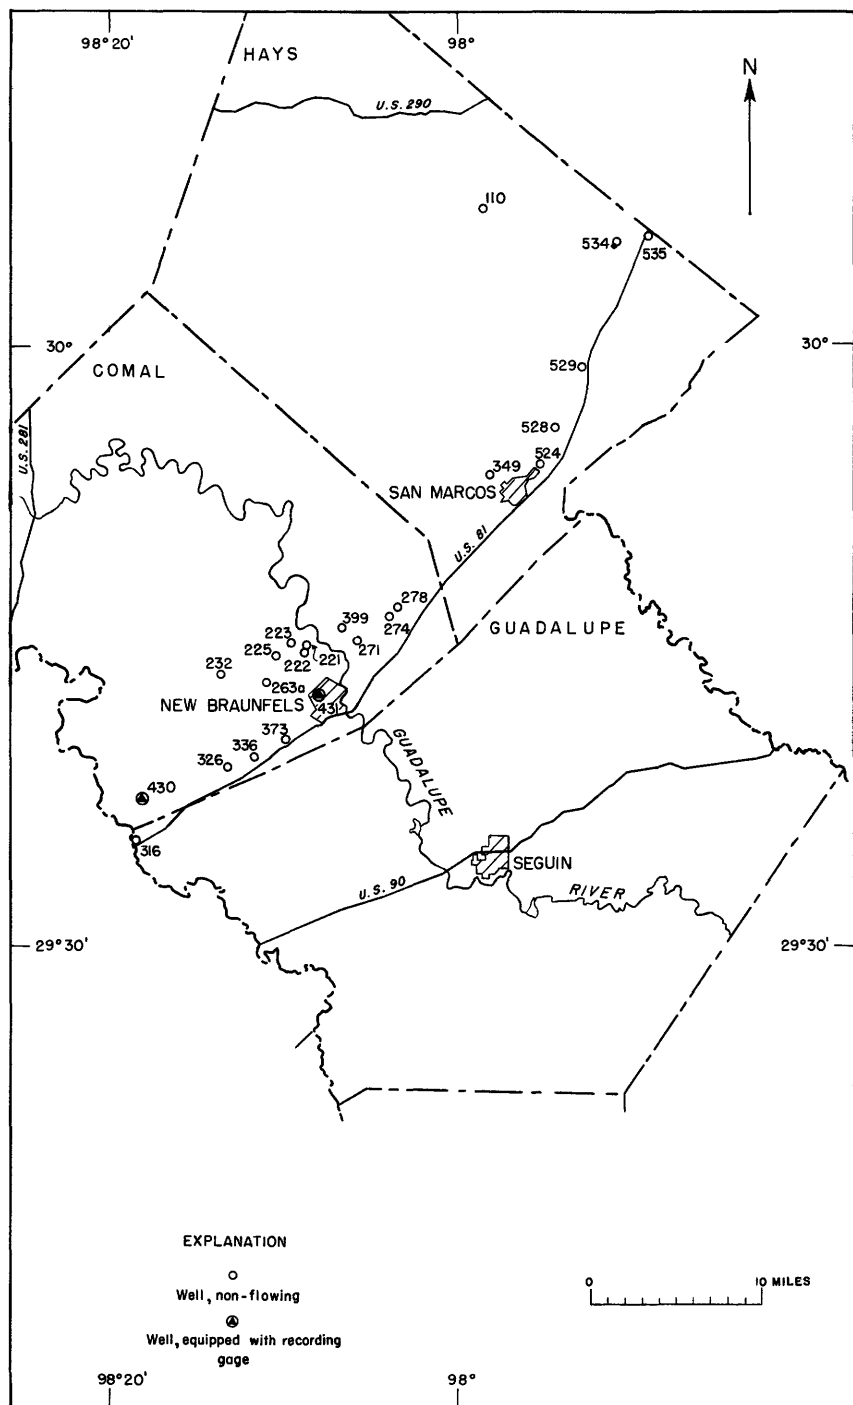 98°20'
98°
HAYS
N
U.S. 290
110
534
535
30°
30°
COMAL
529
U.S. 281
528
524
349
SAN MARCOS
U.S. 81
278
399
274
GUADALUPE
223
271
225
222
221
232
263a
NEW BRAUNFELS
431
373
336
326
GUADALUPE
430
316
SEGUIN
U.S. 90
RIVER
29°30'
29°30'
EXPLANATION
Well, non-flowing
0 10 MILES
Well, equipped with recording
gage
98°20'
98°